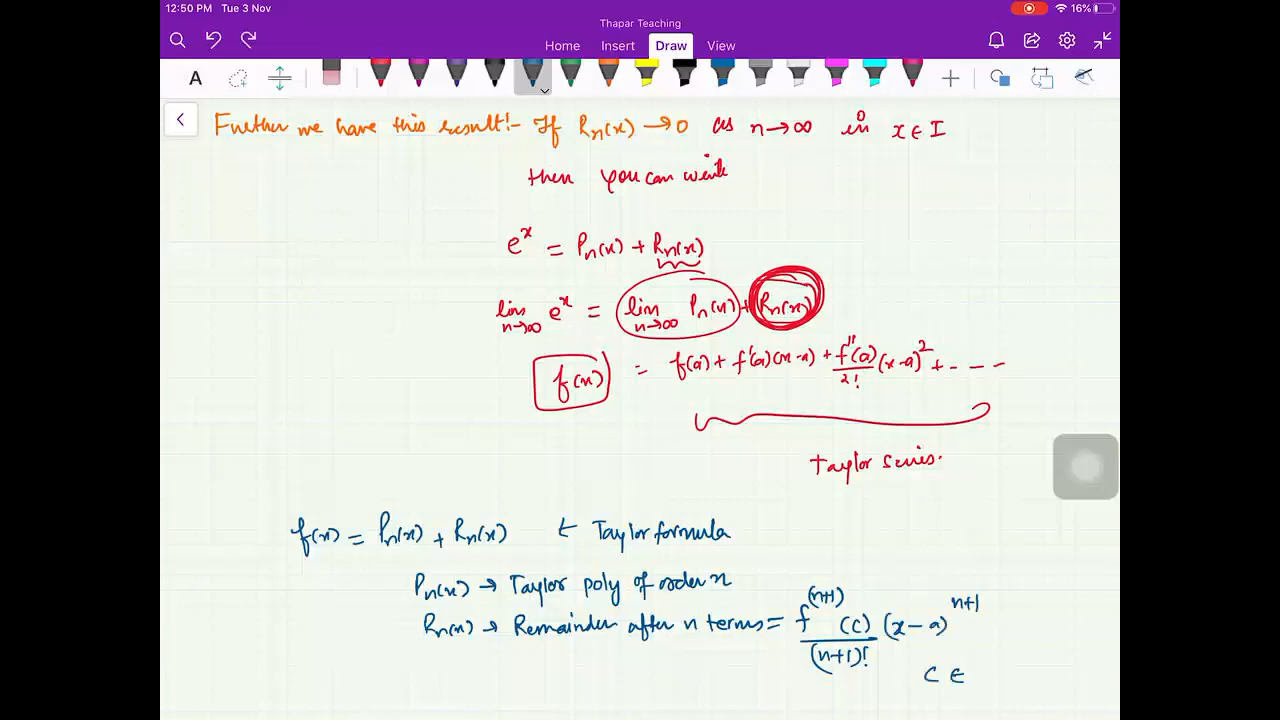 12:50 PM Tue 3 Nov
16%
Thapar Teaching
Home Insert Draw View
A
Further we have this result:- If Rn(x) → 0 as n→∞ in x ∈ I
then you can write
e^x = Pn(x) + Rn(x)
lim n→∞ e^x = lim n→∞ Pn(x) + Rn(x)
f(x) = f(a) + f'(a)(x-a) + f''(a)/2! (x-a)^2 + - - - -
Taylor series.
f(x) = Pn(x) + Rn(x) ← Taylor formula
Pn(x) → Taylor poly of order n
Rn(x) → Remainder after n terms = f^(n+1) (c)/(n+1)! (x-a)^n+1
C ∈